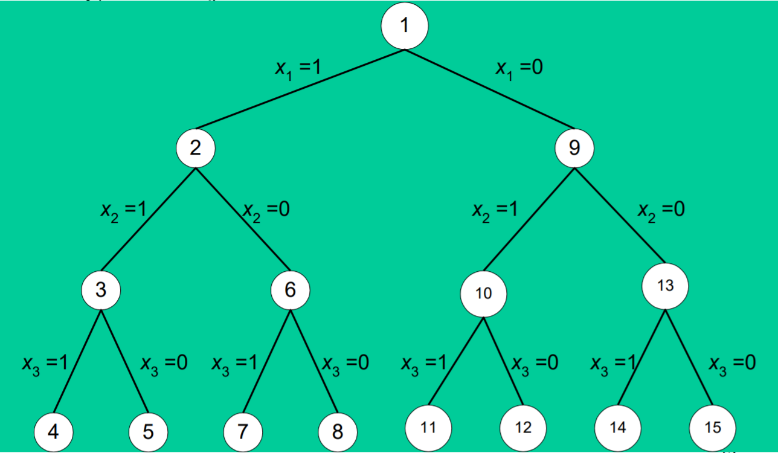 1
x1 =1
x1 =0
2
9
x2 =1
x2 =0
x2 =1
x2 =0
3
6
10
13
x3 =1
x3 =0
x3 =1
x3 =0
x3 =1
x3 =0
x3 =1
x3 =0
4
5
7
8
11
12
14
15